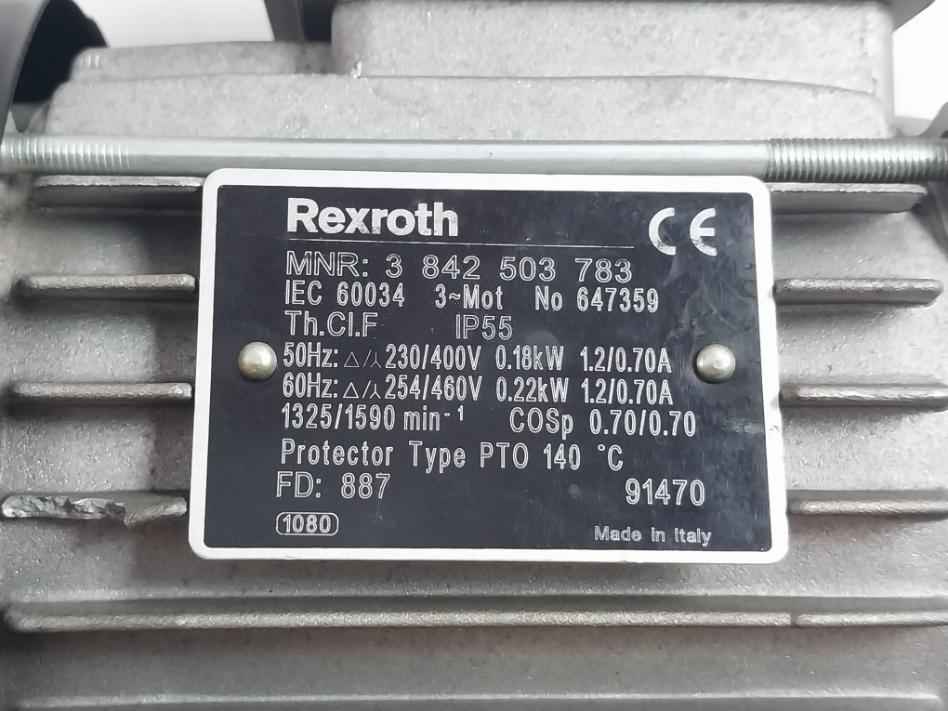 Rexroth CE
MNR: 3 842 503 783
IEC 60034 3~Mot No 647359
Th.Cl.F IP55
50Hz: △/⅄ 230/400V 0.18kW 1.2/0.70A
60Hz: △/⅄ 254/460V 0.22kW 1.2/0.70A
1325/1590 min-¹ COSp 0.70/0.70
Protector Type PTO 140 °C
FD: 887 91470
1080 Made in Italy